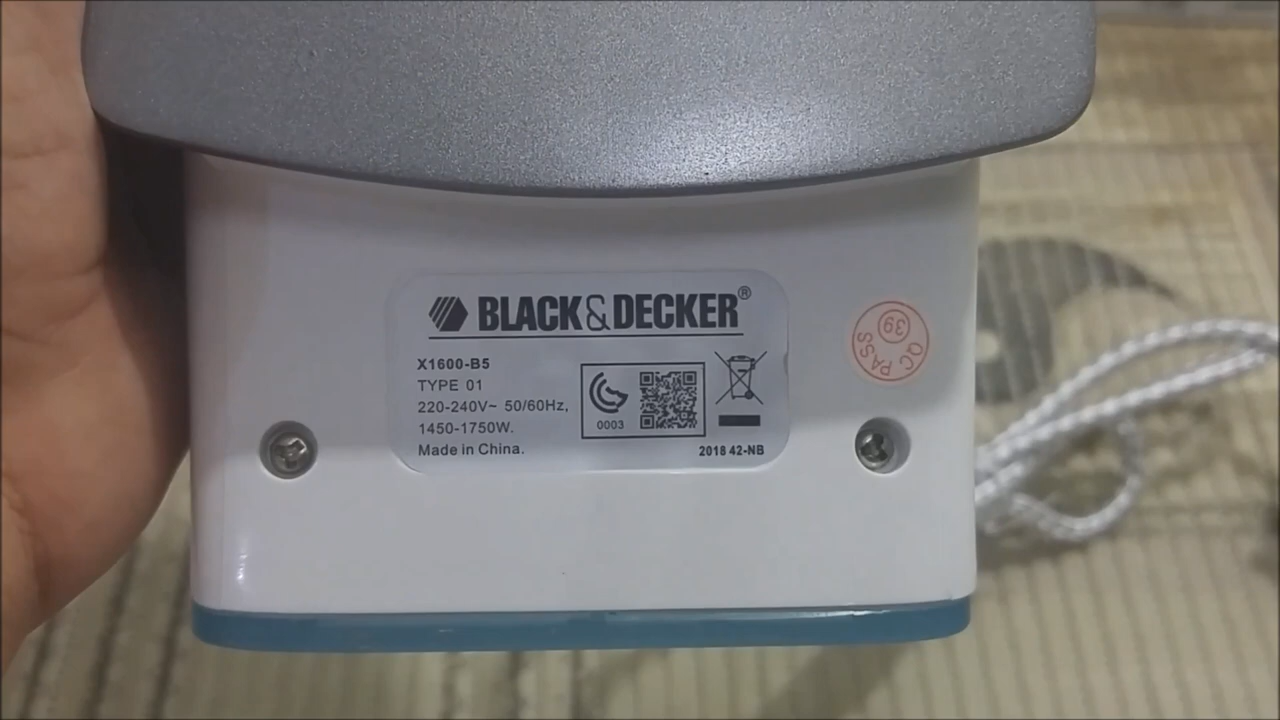 BLACK&DECKER®
X1600-B5
TYPE 01
220-240V~ 50/60Hz,
1450-1750W.
Made in China.
0003
2018 42-NB
QC PASS
39